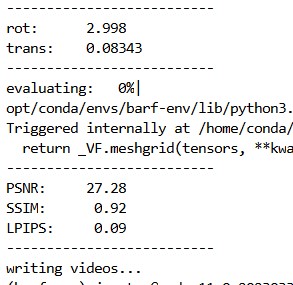 --------------------------
rot:      2.998
trans:    0.08343
--------------------------
evaluating:   0%|
opt/conda/envs/barf-env/lib/python3.
Triggered internally at /home/conda/
  return _VF.meshgrid(tensors, **kwa
--------------------------
PSNR:     27.28
SSIM:      0.92
LPIPS:     0.09
--------------------------
writing videos...